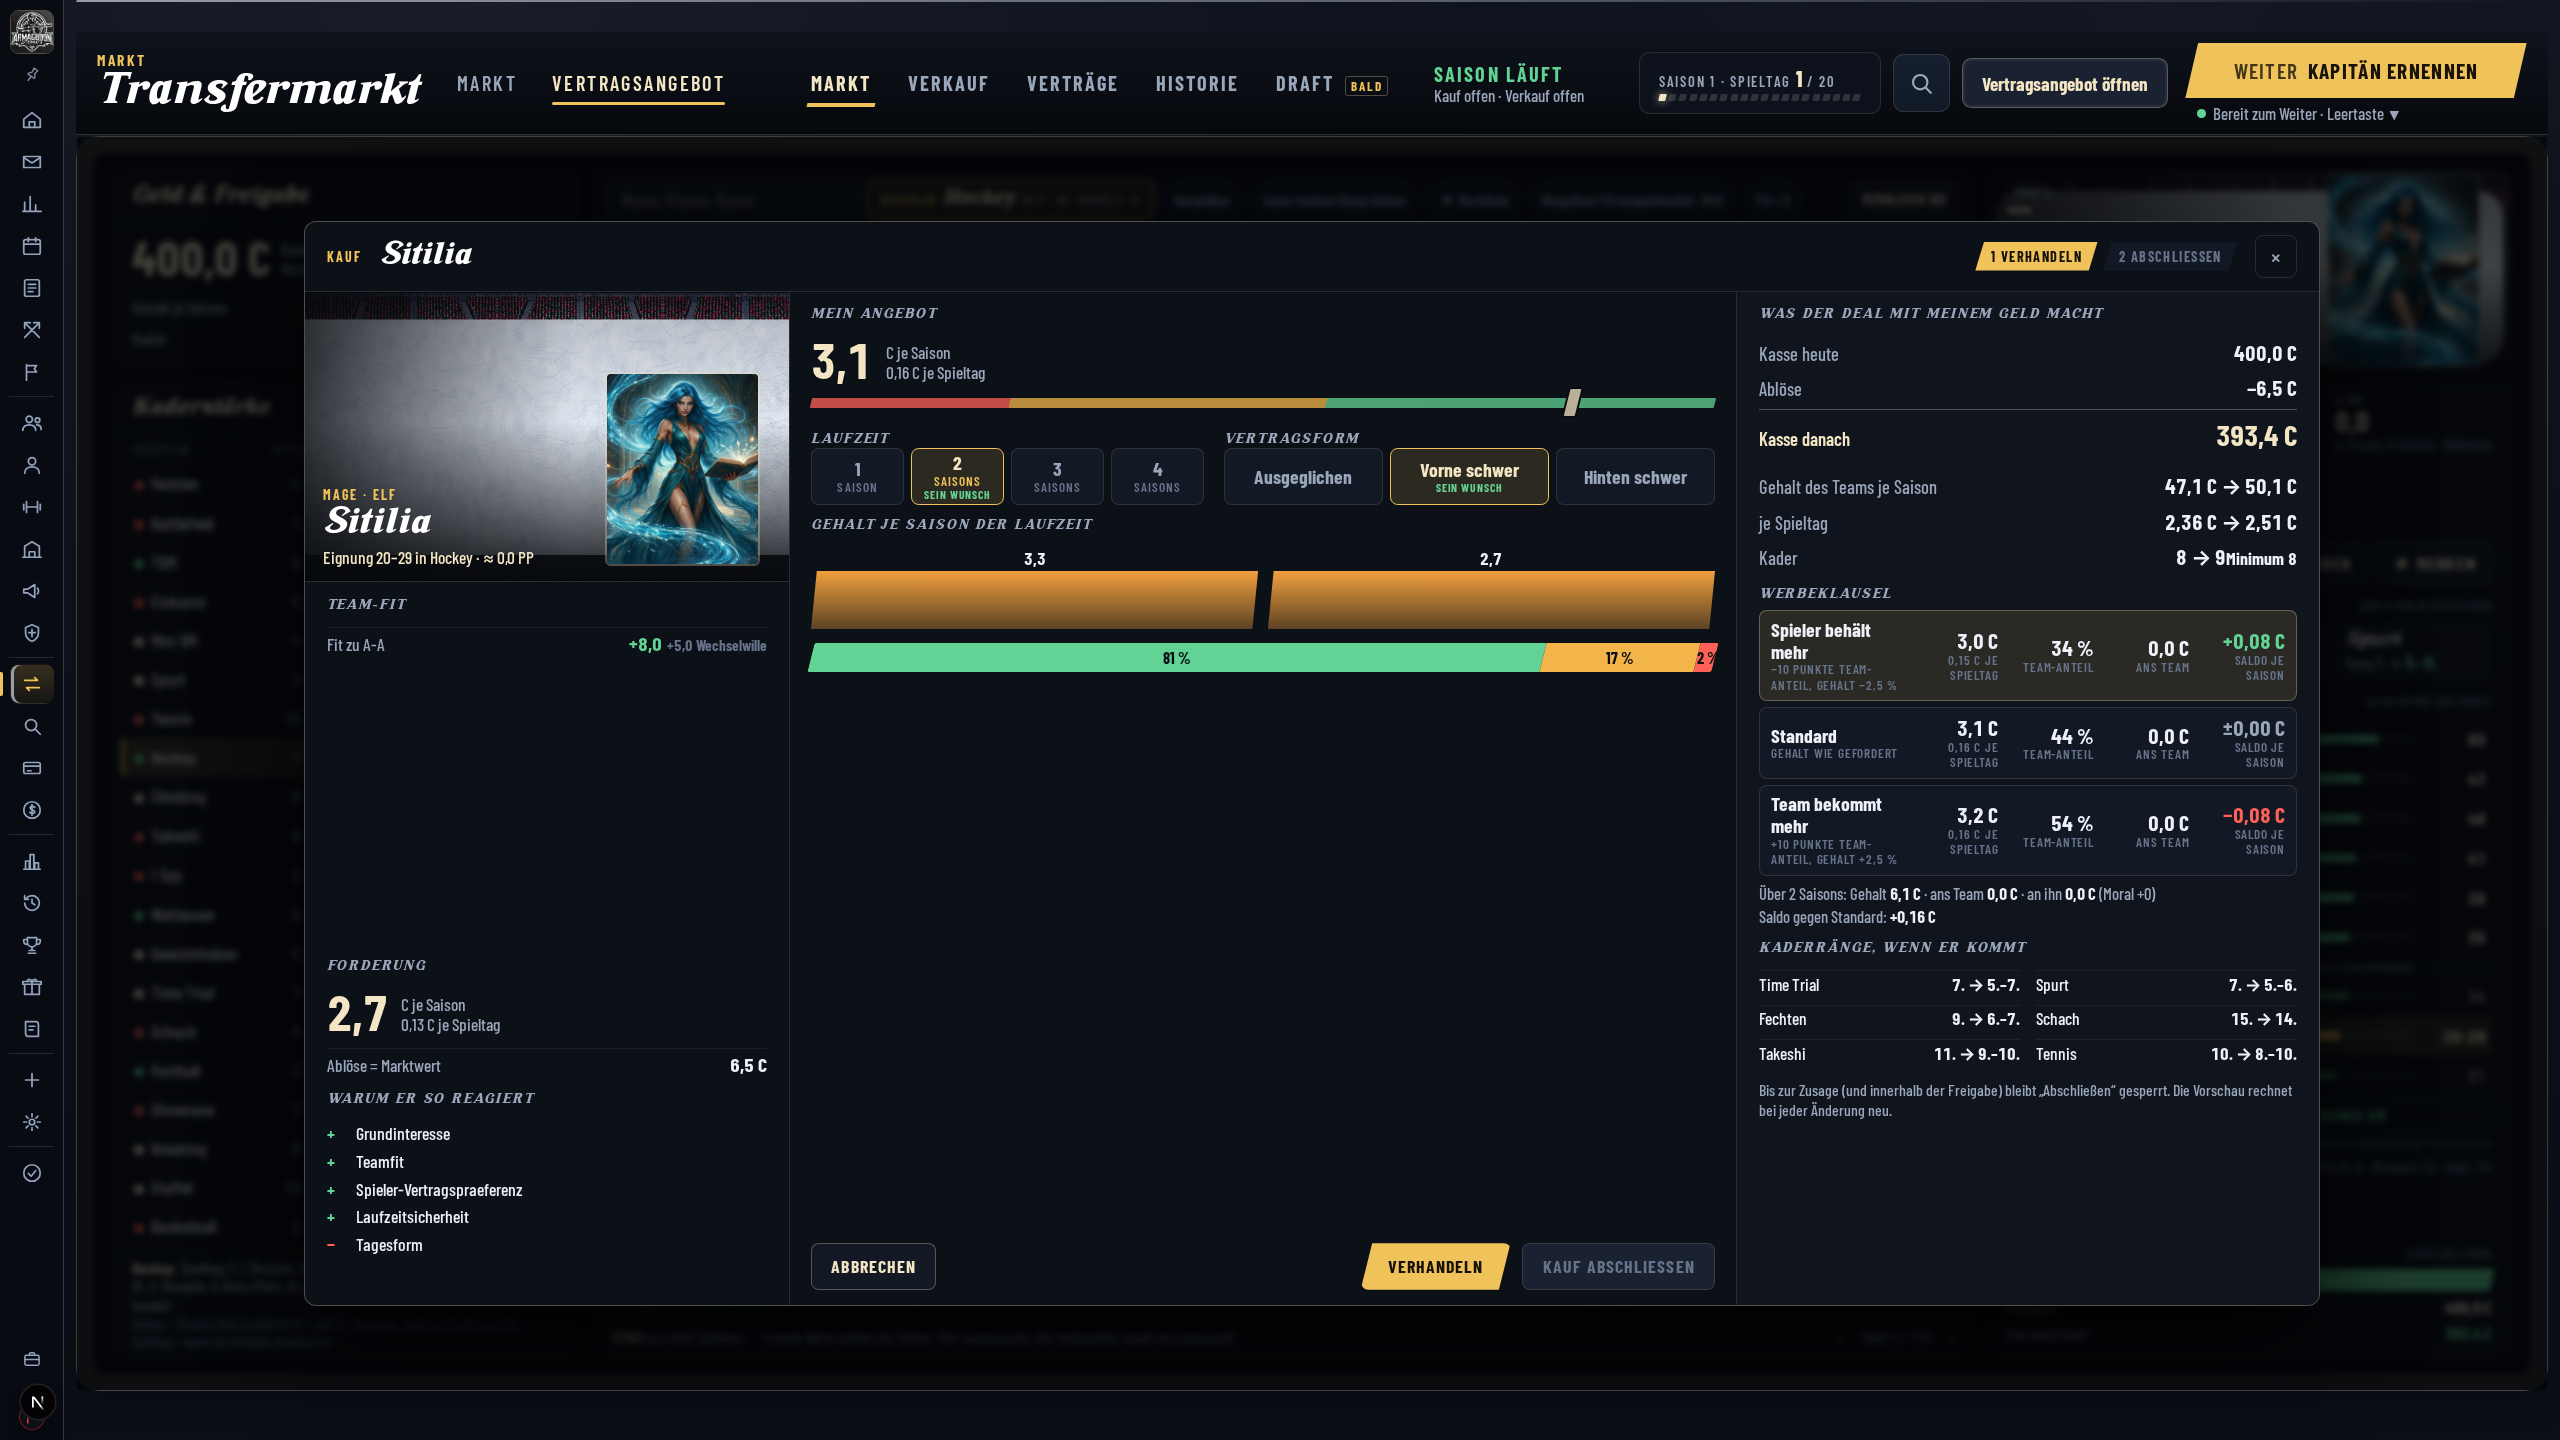 MARKT
Transfermarkt
MARKT
VERTRAGSANGEBOT
MARKT
VERKAUF
VERTRÄGE
HISTORIE
DRAFT BALD
SAISON LÄUFT
Kauf offen · Verkauf offen
SAISON 1 · SPIELTAG 1 / 20
Vertragsangebot öffnen
WEITER KAPITÄN ERNENNEN
Bereit zum Weiter · Leertaste ▼
Geld & Freigabe
400,0 C
Kaderstärke
KAUF Sitilia
1 VERHANDELN
2 ABSCHLIESSEN
×
MAGE · ELF
Sitilia
Eignung 20–29 in Hockey · ≈ 0,0 PP
TEAM-FIT
Fit zu A-A +8,0 +5,0 Wechselwille
FORDERUNG
2,7
C je Saison
0,13 C je Spieltag
Ablöse = Marktwert 6,5 C
WARUM ER SO REAGIERT
+ Grundinteresse
+ Teamfit
+ Spieler-Vertragspraeferenz
+ Laufzeitsicherheit
− Tagesform
MEIN ANGEBOT
3,1
C je Saison
0,16 C je Spieltag
LAUFZEIT
1
SAISON
2
SAISONS
SEIN WUNSCH
3
SAISONS
4
SAISONS
VERTRAGSFORM
Ausgeglichen
Vorne schwer
SEIN WUNSCH
Hinten schwer
GEHALT JE SAISON DER LAUFZEIT
3,3 2,7
81 % 17 % 2 %
ABBRECHEN
VERHANDELN
KAUF ABSCHLIESSEN
WAS DER DEAL MIT MEINEM GELD MACHT
Kasse heute 400,0 C
Ablöse −6,5 C
Kasse danach 393,4 C
Gehalt des Teams je Saison 47,1 C → 50,1 C
je Spieltag 2,36 C → 2,51 C
Kader 8 → 9 Minimum 8
WERBEKLAUSEL
Spieler behält
mehr
−10 PUNKTE TEAM-
ANTEIL, GEHALT −2,5 %
3,0 C
0,15 C JE
SPIELTAG
34 %
TEAM-ANTEIL
0,0 C
ANS TEAM
+0,08 C
SALDO JE
SAISON
Standard
GEHALT WIE GEFORDERT
3,1 C
0,16 C JE
SPIELTAG
44 %
TEAM-ANTEIL
0,0 C
ANS TEAM
±0,00 C
SALDO JE
SAISON
Team bekommt
mehr
+10 PUNKTE TEAM-
ANTEIL, GEHALT +2,5 %
3,2 C
0,16 C JE
SPIELTAG
54 %
TEAM-ANTEIL
0,0 C
ANS TEAM
−0,08 C
SALDO JE
SAISON
Über 2 Saisons: Gehalt 6,1 C · ans Team 0,0 C · an ihn 0,0 C (Moral +0)
Saldo gegen Standard: +0,16 C
KADERRÄNGE, WENN ER KOMMT
Time Trial 7. → 5.–7. Spurt 7. → 5.–6.
Fechten 9. → 6.–7. Schach 15. → 14.
Takeshi 11. → 9.–10. Tennis 10. → 8.–10.
Bis zur Zusage (und innerhalb der Freigabe) bleibt „Abschließen“ gesperrt. Die Vorschau rechnet
bei jeder Änderung neu.
N